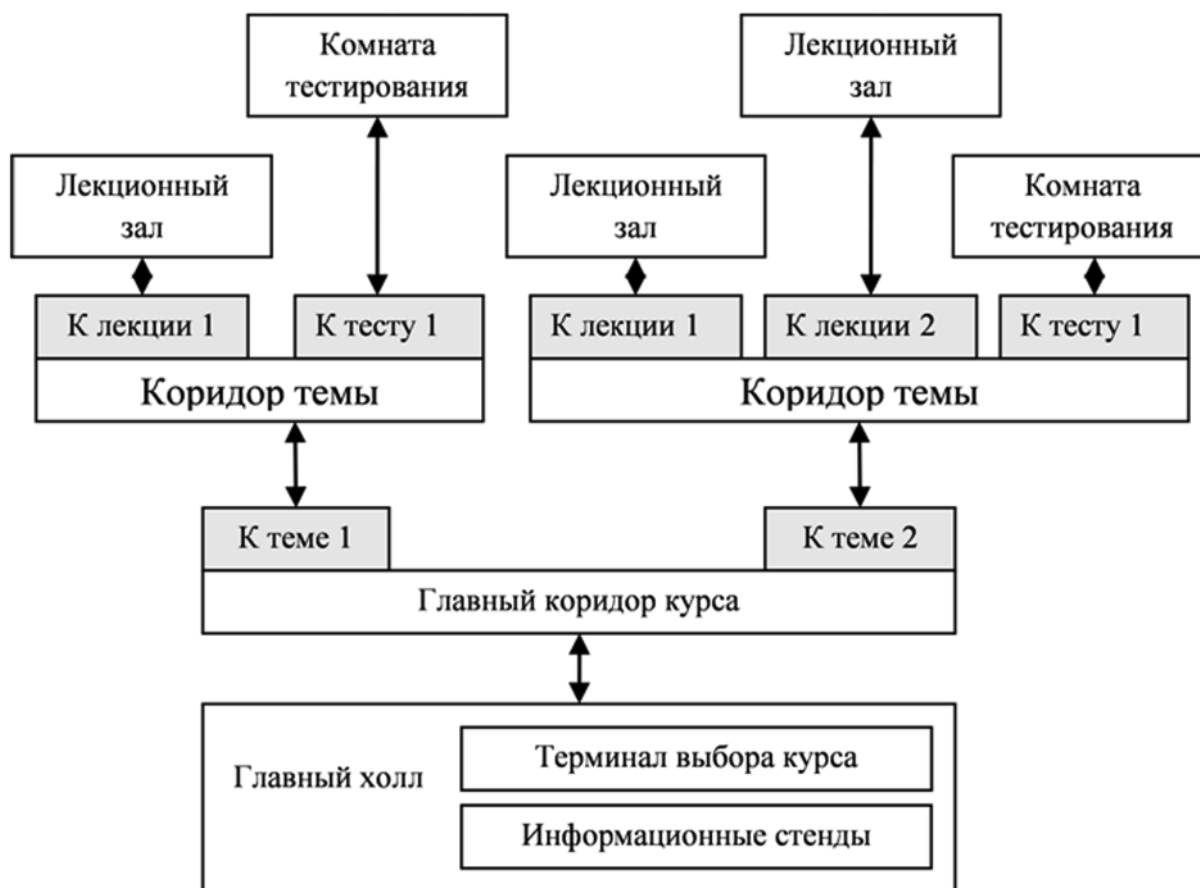 Комната
тестирования
Лекционный
зал
Лекционный
зал
Лекционный
зал
Комната
тестирования
К лекции 1
К тесту 1
К лекции 1
К лекции 2
К тесту 1
Коридор темы
Коридор темы
К теме 1
К теме 2
Главный коридор курса
Главный холл
Терминал выбора курса
Информационные стенды